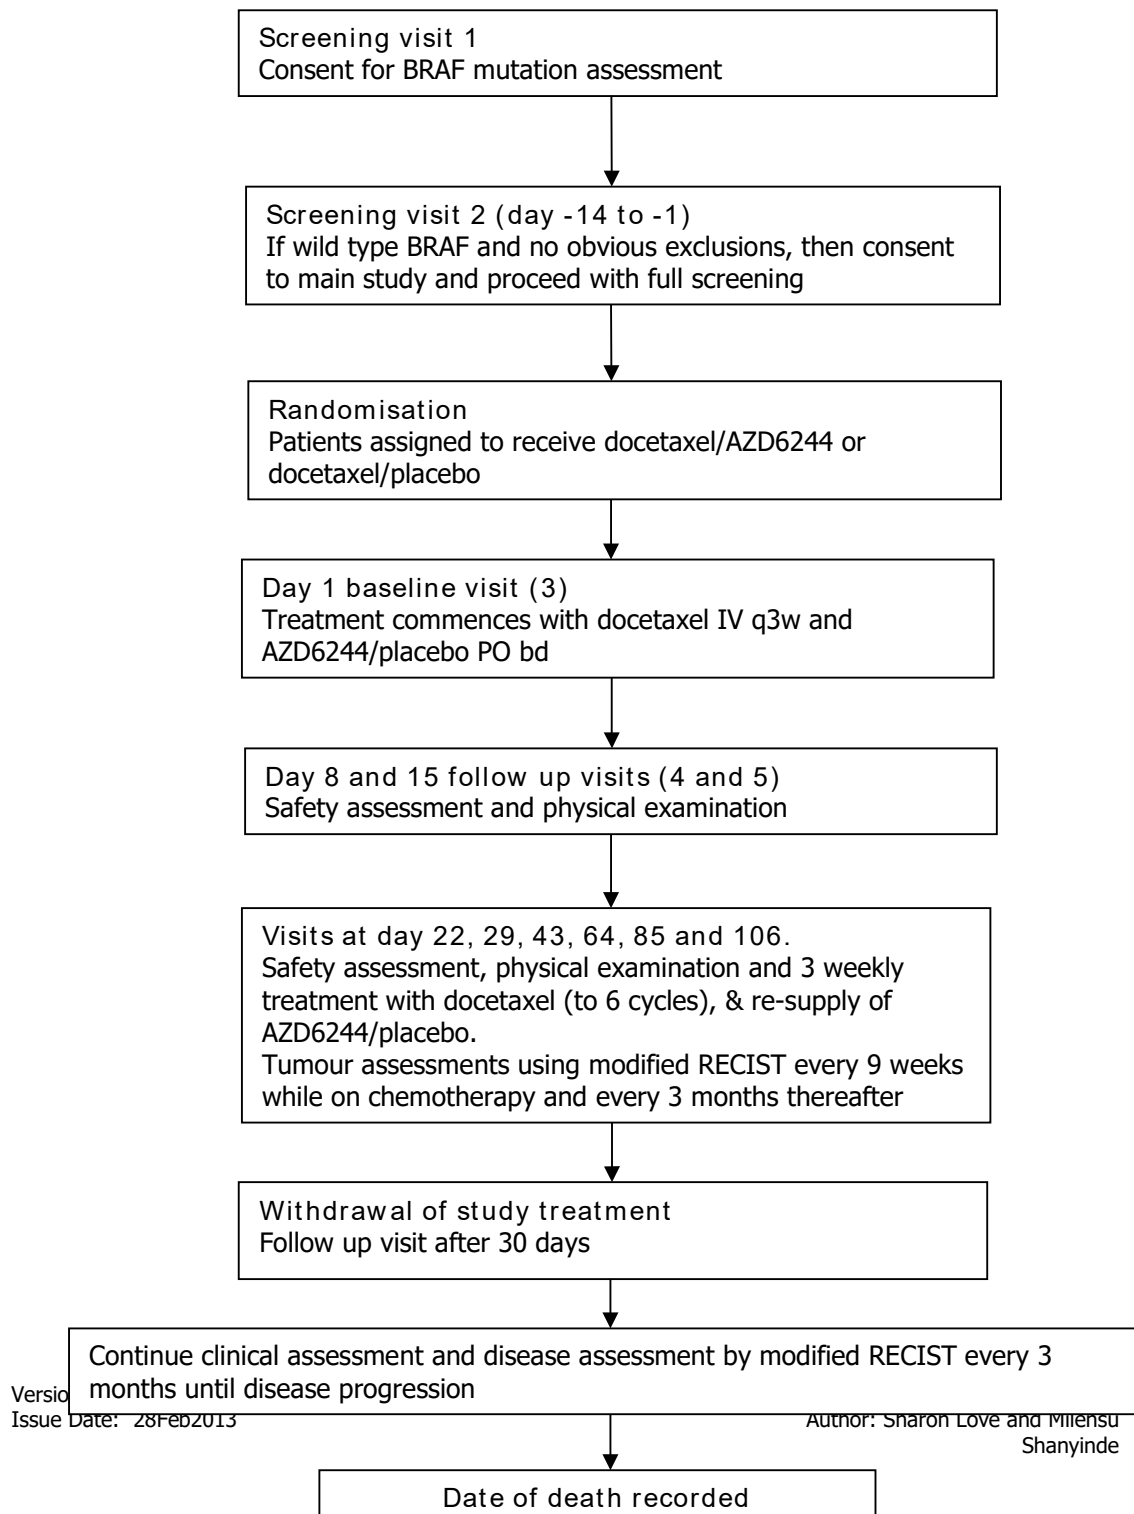 Screening visit 1
Consent for BRAF mutation assessment
Screening visit 2 (day -14 to -1)
If wild type BRAF and no obvious exclusions, then consent
to main study and proceed with full screening
Randomisation
Patients assigned to receive docetaxel/AZD6244 or
docetaxel/placebo
Day 1 baseline visit (3)
Treatment commences with docetaxel IV q3w and
AZD6244/placebo PO bd
Day 8 and 15 follow up visits (4 and 5)
Safety assessment and physical examination
Visits at day 22, 29, 43, 64, 85 and 106.
Safety assessment, physical examination and 3 weekly
treatment with docetaxel (to 6 cycles), & re-supply of
AZD6244/placebo.
Tumour assessments using modified RECIST every 9 weeks
while on chemotherapy and every 3 months thereafter
Withdrawal of study treatment
Follow up visit after 30 days
Continue clinical assessment and disease assessment by modified RECIST every 3
months until disease progression
Versio
Issue Date: 28Feb2013
Author: Sharon Love and Milensu
Shanyinde
Date of death recorded